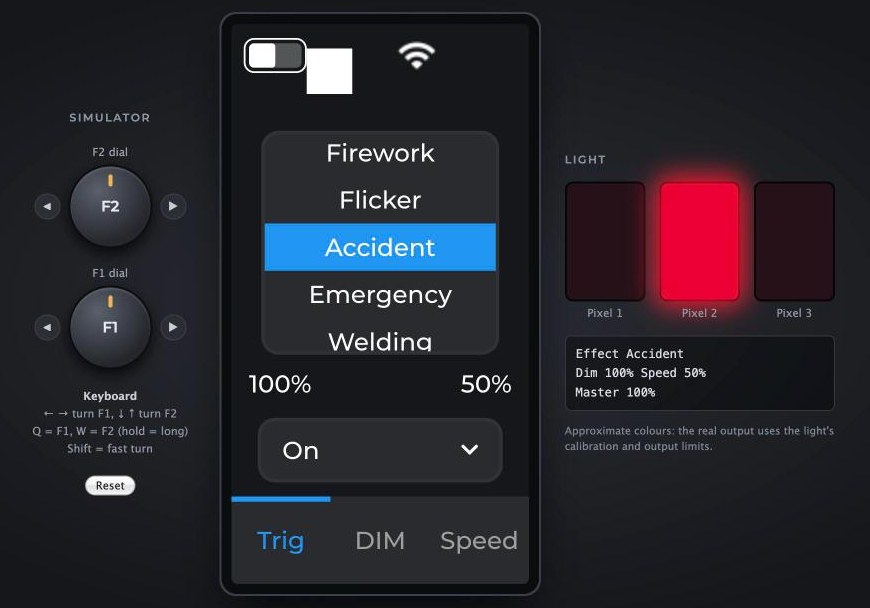 SIMULATOR
F2 dial
◀ F2 ▶
F1 dial
◀ F1 ▶
Keyboard
← → turn F1, ↓ ↑ turn F2
Q = F1, W = F2 (hold = long)
Shift = fast turn
Reset
Firework
Flicker
Accident
Emergency
Welding
100% 50%
On
Trig DIM Speed
LIGHT
Pixel 1 Pixel 2 Pixel 3
Effect Accident
Dim 100% Speed 50%
Master 100%
Approximate colours: the real output uses the light's
calibration and output limits.